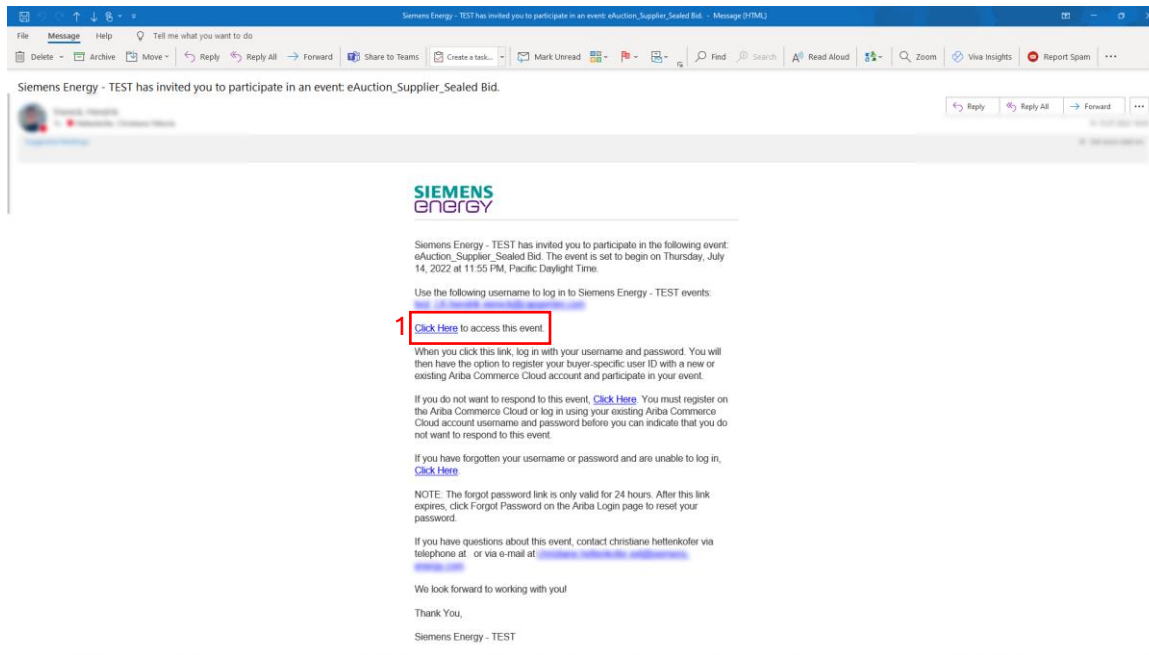 Siemens Energy - TEST has invited you to participate in an event: eAuction_Supplier_Sealed Bid. - Message (HTML)
File Message Help Tell me what you want to do
Delete Archive Move Reply Reply All Forward Share to Teams Create a task... Mark Unread Find Search Read Aloud Zoom Viva Insights Report Spam
Siemens Energy - TEST has invited you to participate in an event: eAuction_Supplier_Sealed Bid.
Reply Reply All Forward
SIEMENS
energy
Siemens Energy - TEST has invited you to participate in the following event:
eAuction_Supplier_Sealed Bid. The event is set to begin on Thursday, July
14, 2022 at 11:55 PM, Pacific Daylight Time.
Use the following username to log in to Siemens Energy - TEST events:
1 Click Here to access this event.
When you click this link, log in with your username and password. You will
then have the option to register your buyer-specific user ID with a new or
existing Ariba Commerce Cloud account and participate in your event.
If you do not want to respond to this event, Click Here. You must register on
the Ariba Commerce Cloud or log in using your existing Ariba Commerce
Cloud account username and password before you can indicate that you do
not want to respond to this event.
If you have forgotten your username or password and are unable to log in,
Click Here.
NOTE: The forgot password link is only valid for 24 hours. After this link
expires, click Forgot Password on the Ariba Login page to reset your
password.
If you have questions about this event, contact christiane hettenkofer via
telephone at or via e-mail at
We look forward to working with you!
Thank You,
Siemens Energy - TEST